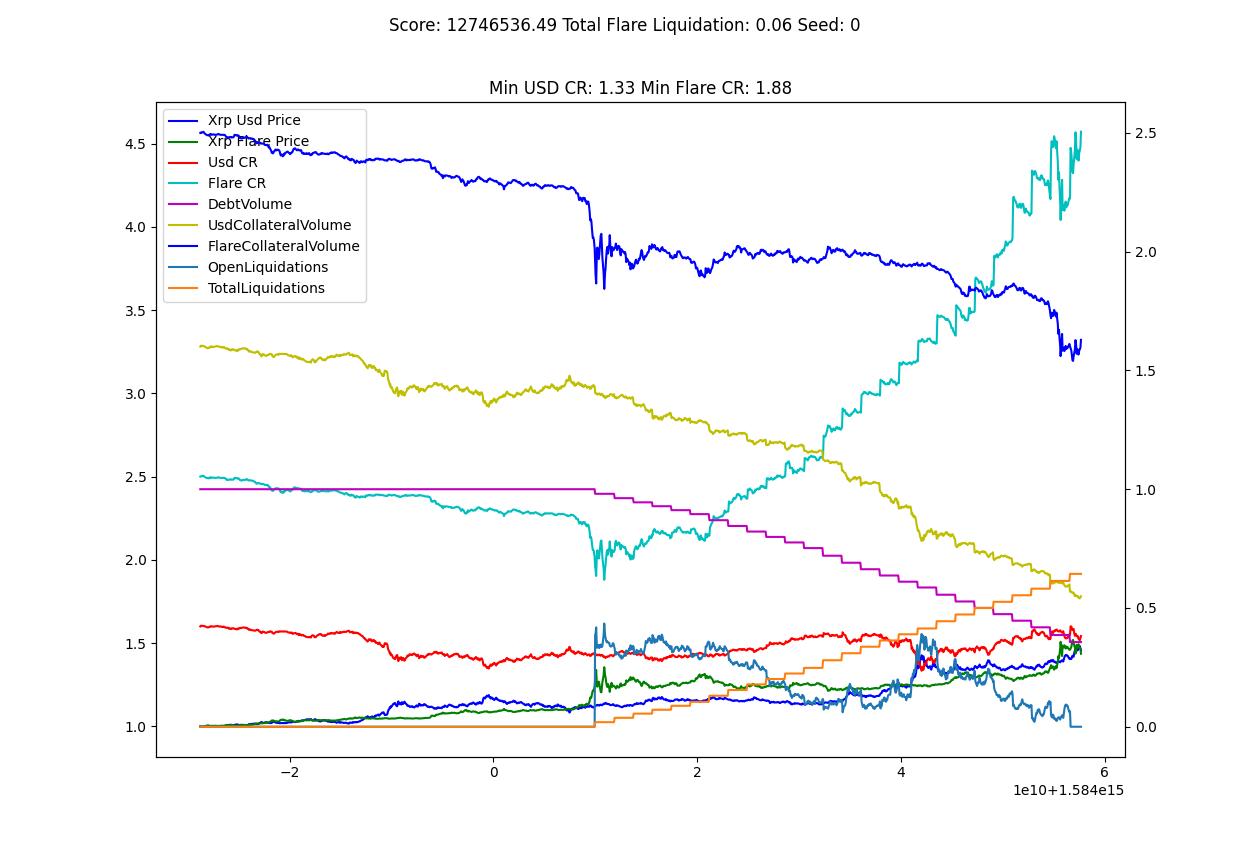 Score: 12746536.49 Total Flare Liquidation: 0.06 Seed: 0
Min USD CR: 1.33 Min Flare CR: 1.88
Xrp Usd Price
Xrp Flare Price
Usd CR
Flare CR
DebtVolume
UsdCollateralVolume
FlareCollateralVolume
OpenLiquidations
TotalLiquidations
4.5
4.0
3.5
3.0
2.5
2.0
1.5
1.0
2.5
2.0
1.5
1.0
0.5
0.0
−2 0 2 4 6
1e10+1.584e15